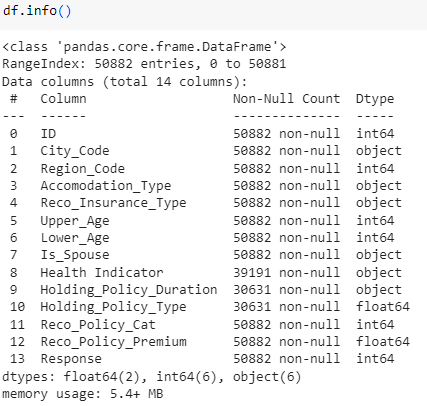 df.info()
<class 'pandas.core.frame.DataFrame'>
RangeIndex: 50882 entries, 0 to 50881
Data columns (total 14 columns):
 #   Column                   Non-Null Count  Dtype
---  ------                   --------------  -----
 0   ID                       50882 non-null  int64
 1   City_Code                50882 non-null  object
 2   Region_Code              50882 non-null  int64
 3   Accomodation_Type        50882 non-null  object
 4   Reco_Insurance_Type      50882 non-null  object
 5   Upper_Age                50882 non-null  int64
 6   Lower_Age                50882 non-null  int64
 7   Is_Spouse                50882 non-null  object
 8   Health Indicator         39191 non-null  object
 9   Holding_Policy_Duration  30631 non-null  object
 10  Holding_Policy_Type      30631 non-null  float64
 11  Reco_Policy_Cat          50882 non-null  int64
 12  Reco_Policy_Premium      50882 non-null  float64
 13  Response                 50882 non-null  int64
dtypes: float64(2), int64(6), object(6)
memory usage: 5.4+ MB